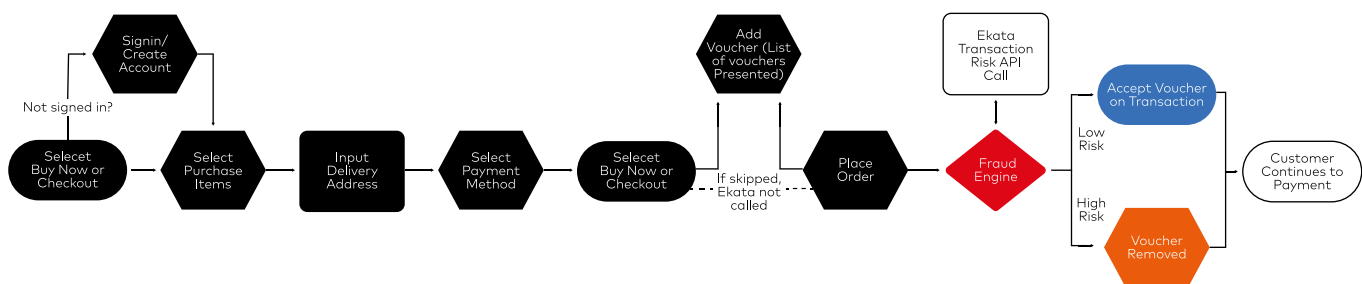 Signin/
Create
Account
Not signed in?
Selecet
Buy Now or
Checkout
Select
Purchase
Items
Input
Delivery
Address
Select
Payment
Method
Selecet
Buy Now or
Checkout
Add
Voucher (List
of vouchers
Presented)
If skipped,
Ekata not
called
Place
Order
Ekata
Transaction
Risk API
Call
Fraud
Engine
Low
Risk
High
Risk
Accept Voucher
on Transaction
Voucher
Removed
Customer
Continues to
Payment